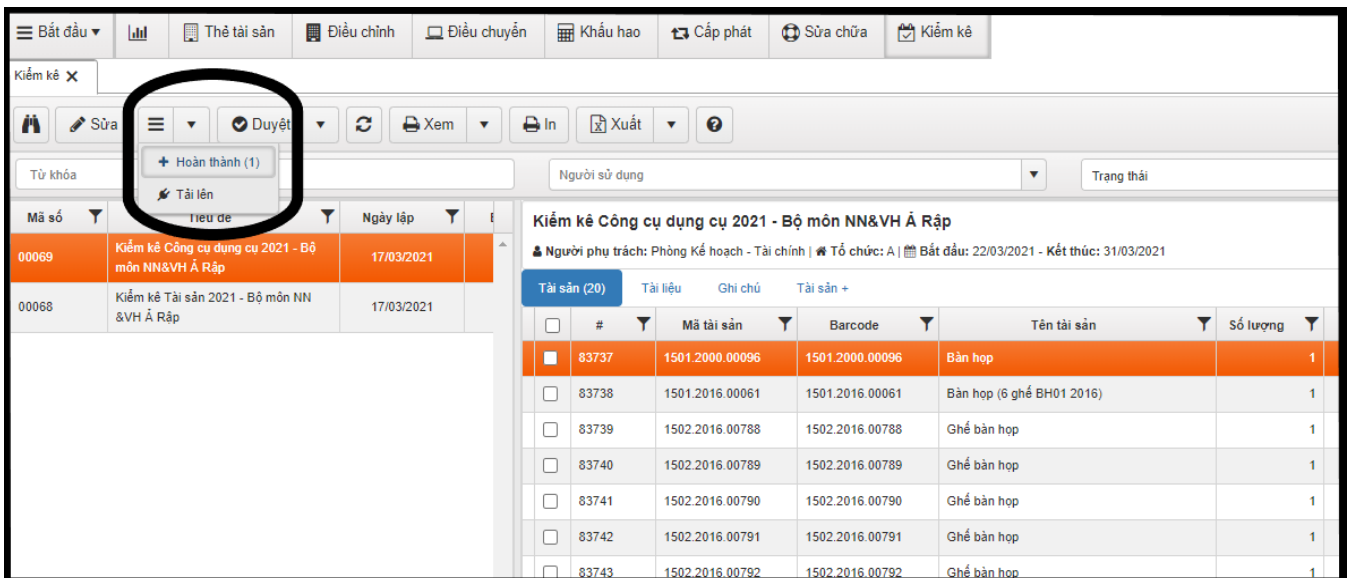 Bắt đầu Thẻ tài sản Điều chỉnh Điều chuyển Khấu hao Cấp phát Sửa chữa Kiểm kê
Kiểm kê
Sửa Duyệt Xem In Xuất
+ Hoàn thành (1)
Tải lên
Từ khóa Người sử dụng Trạng thái
Mã số Tiêu đề Ngày lập
00069 Kiểm kê Công cụ dụng cụ 2021 - Bộ môn NN&VH Ả Rập 17/03/2021
00068 Kiểm kê Tài sản 2021 - Bộ môn NN &VH Ả Rập 17/03/2021
Kiểm kê Công cụ dụng cụ 2021 - Bộ môn NN&VH Ả Rập
Người phụ trách: Phòng Kế hoạch - Tài chính | Tổ chức: A | Bắt đầu: 22/03/2021 - Kết thúc: 31/03/2021
Tài sản (20) Tài liệu Ghi chú Tài sản +
# Mã tài sản Barcode Tên tài sản Số lượng
83737 1501.2000.00096 1501.2000.00096 Bàn họp 1
83738 1501.2016.00061 1501.2016.00061 Bàn họp (6 ghế BH01 2016) 1
83739 1502.2016.00788 1502.2016.00788 Ghế bàn họp 1
83740 1502.2016.00789 1502.2016.00789 Ghế bàn họp 1
83741 1502.2016.00790 1502.2016.00790 Ghế bàn họp 1
83742 1502.2016.00791 1502.2016.00791 Ghế bàn họp 1
83743 1502.2016.00792 1502.2016.00792 Ghế bàn họp 1